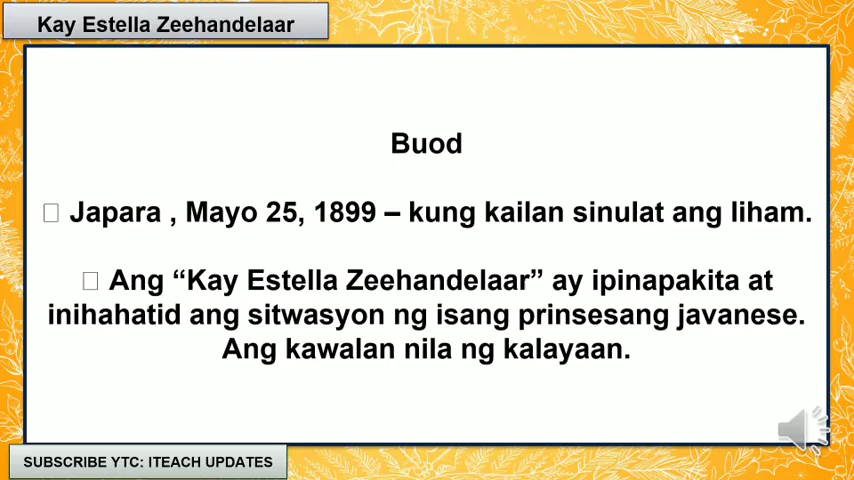 Kay Estella Zeehandelaar
Buod
Japara , Mayo 25, 1899 – kung kailan sinulat ang liham.
Ang “Kay Estella Zeehandelaar” ay ipinapakita at
inihahatid ang sitwasyon ng isang prinsesang javanese.
Ang kawalan nila ng kalayaan.
SUBSCRIBE YTC: ITEACH UPDATES